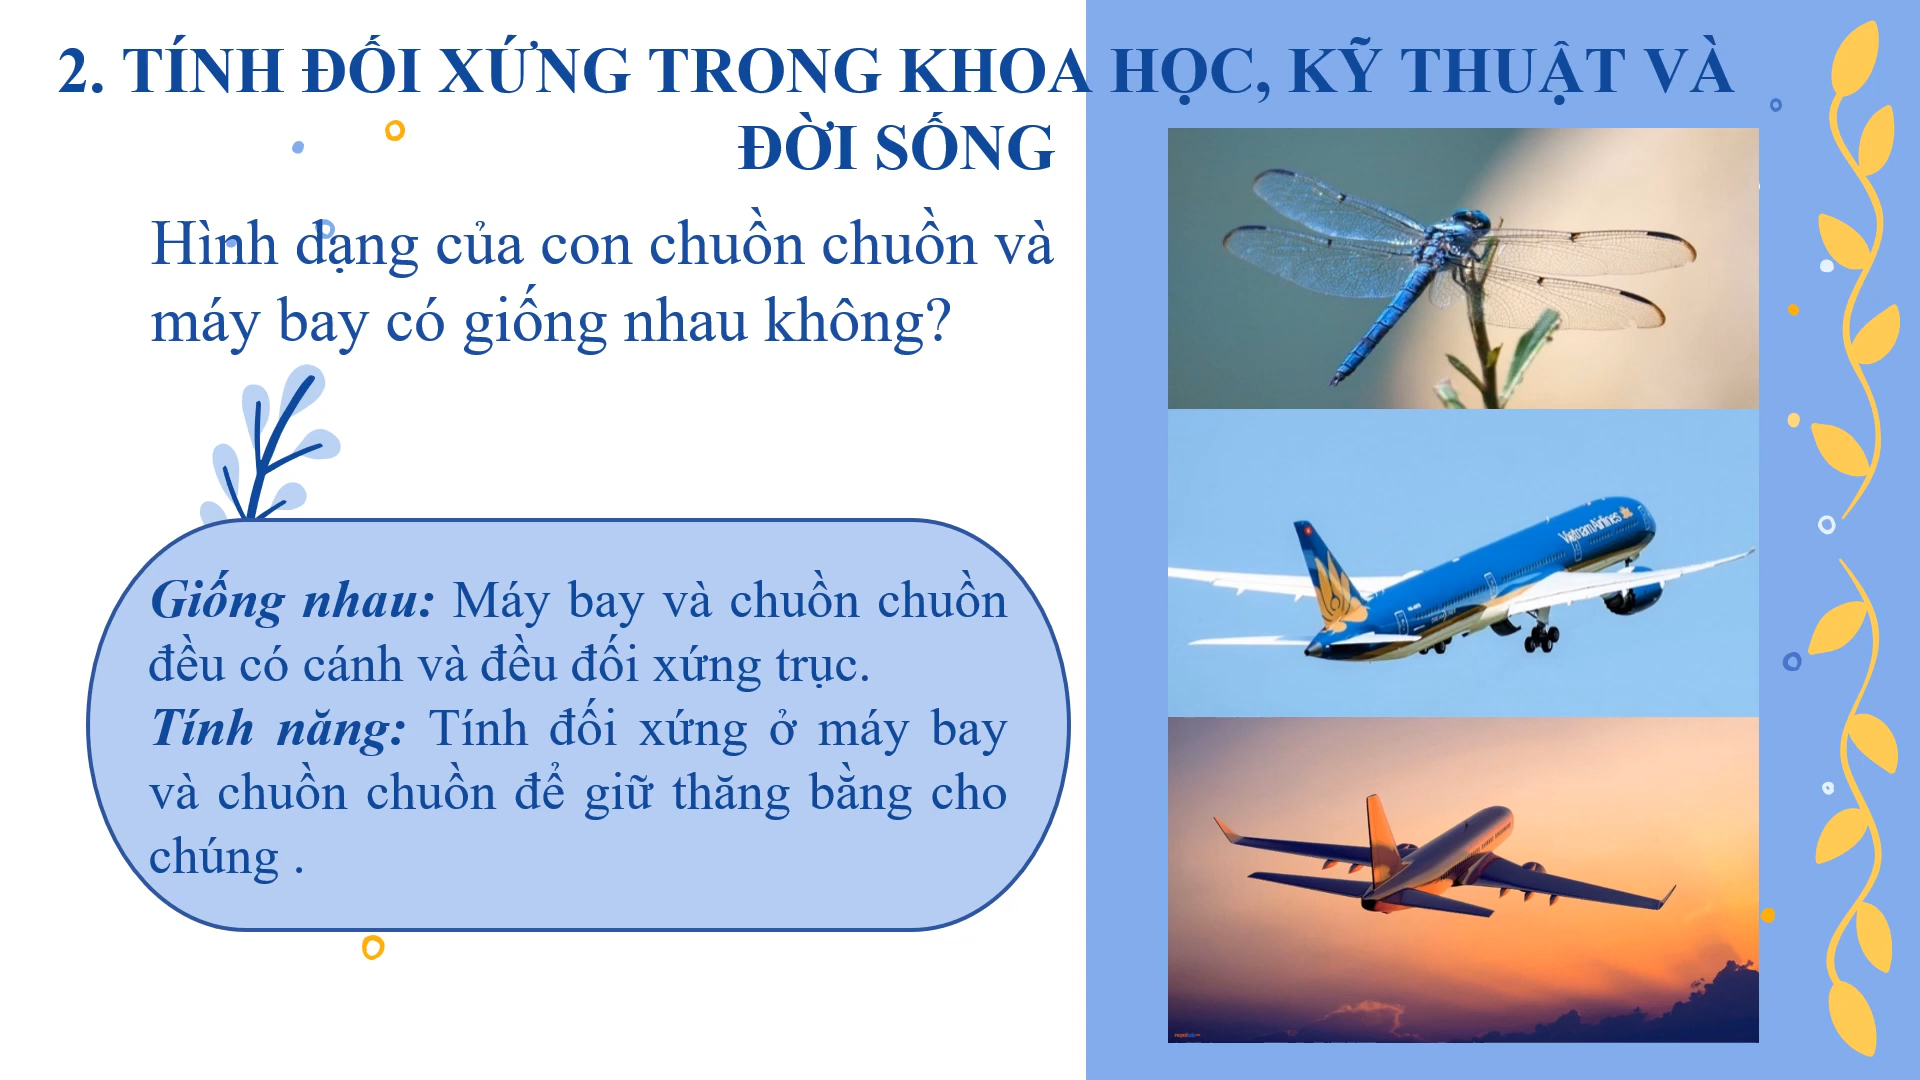 2. TÍNH ĐỐI XỨNG TRONG KHOA HỌC, KỸ THUẬT VÀ
ĐỜI SỐNG
Hình dạng của con chuồn chuồn và
máy bay có giống nhau không?
Giống nhau: Máy bay và chuồn chuồn
đều có cánh và đều đối xứng trục.
Tính năng: Tính đối xứng ở máy bay
và chuồn chuồn để giữ thăng bằng cho
chúng .
Vietnam Airlines